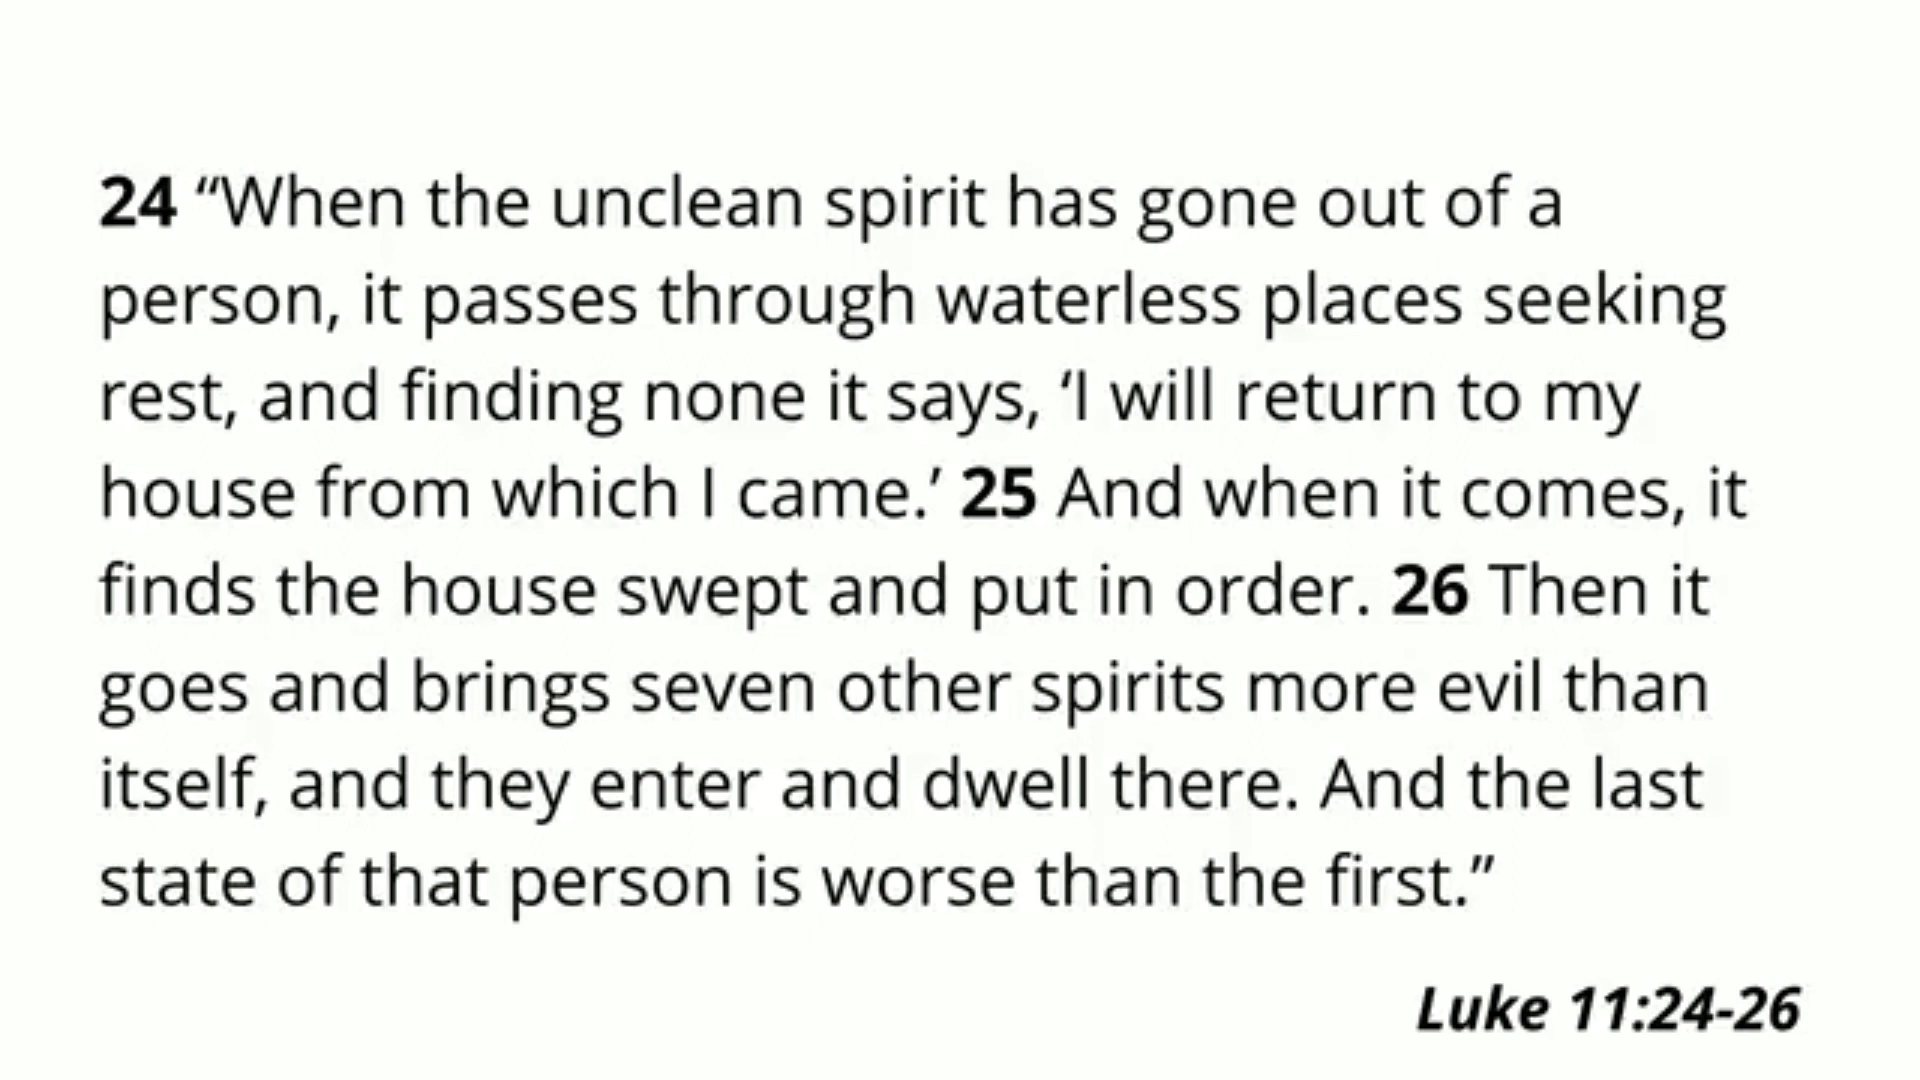 24 “When the unclean spirit has gone out of a
person, it passes through waterless places seeking
rest, and finding none it says, ‘I will return to my
house from which I came.’ 25 And when it comes, it
finds the house swept and put in order. 26 Then it
goes and brings seven other spirits more evil than
itself, and they enter and dwell there. And the last
state of that person is worse than the first.”
Luke 11:24-26